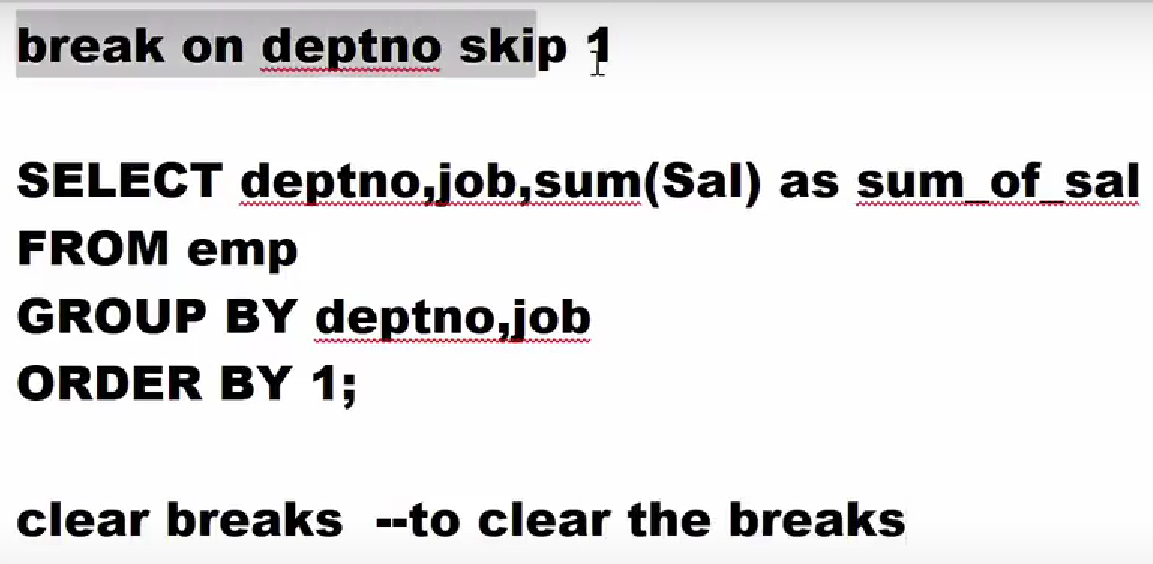 break on deptno skip 1
SELECT deptno,job,sum(Sal) as sum_of_sal
FROM emp
GROUP BY deptno,job
ORDER BY 1;
clear breaks  --to clear the breaks